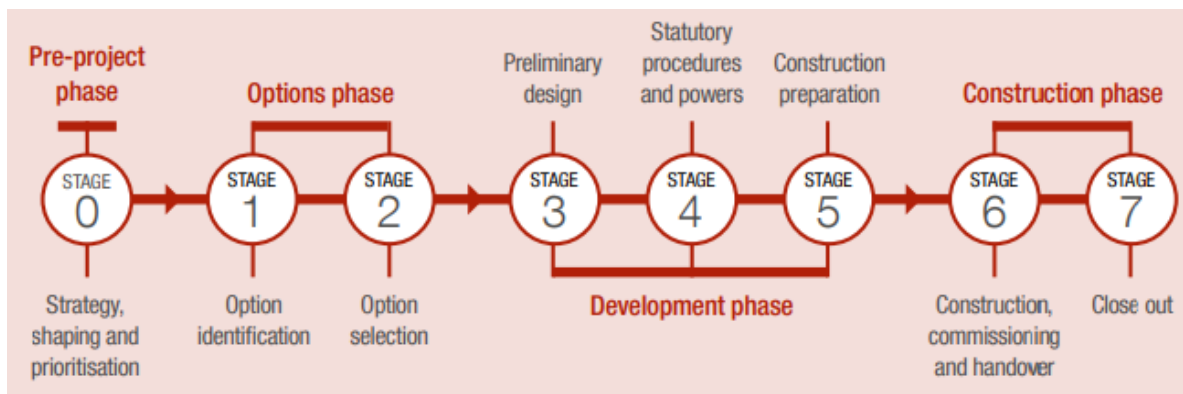 Pre-project
phase
STAGE
0
Strategy,
shaping and
prioritisation
Options phase
STAGE
1
Option
identification
STAGE
2
Option
selection
Preliminary
design
STAGE
3
Statutory
procedures
and powers
STAGE
4
Construction
preparation
STAGE
5
Development phase
Construction phase
STAGE
6
Construction,
commissioning
and handover
STAGE
7
Close out